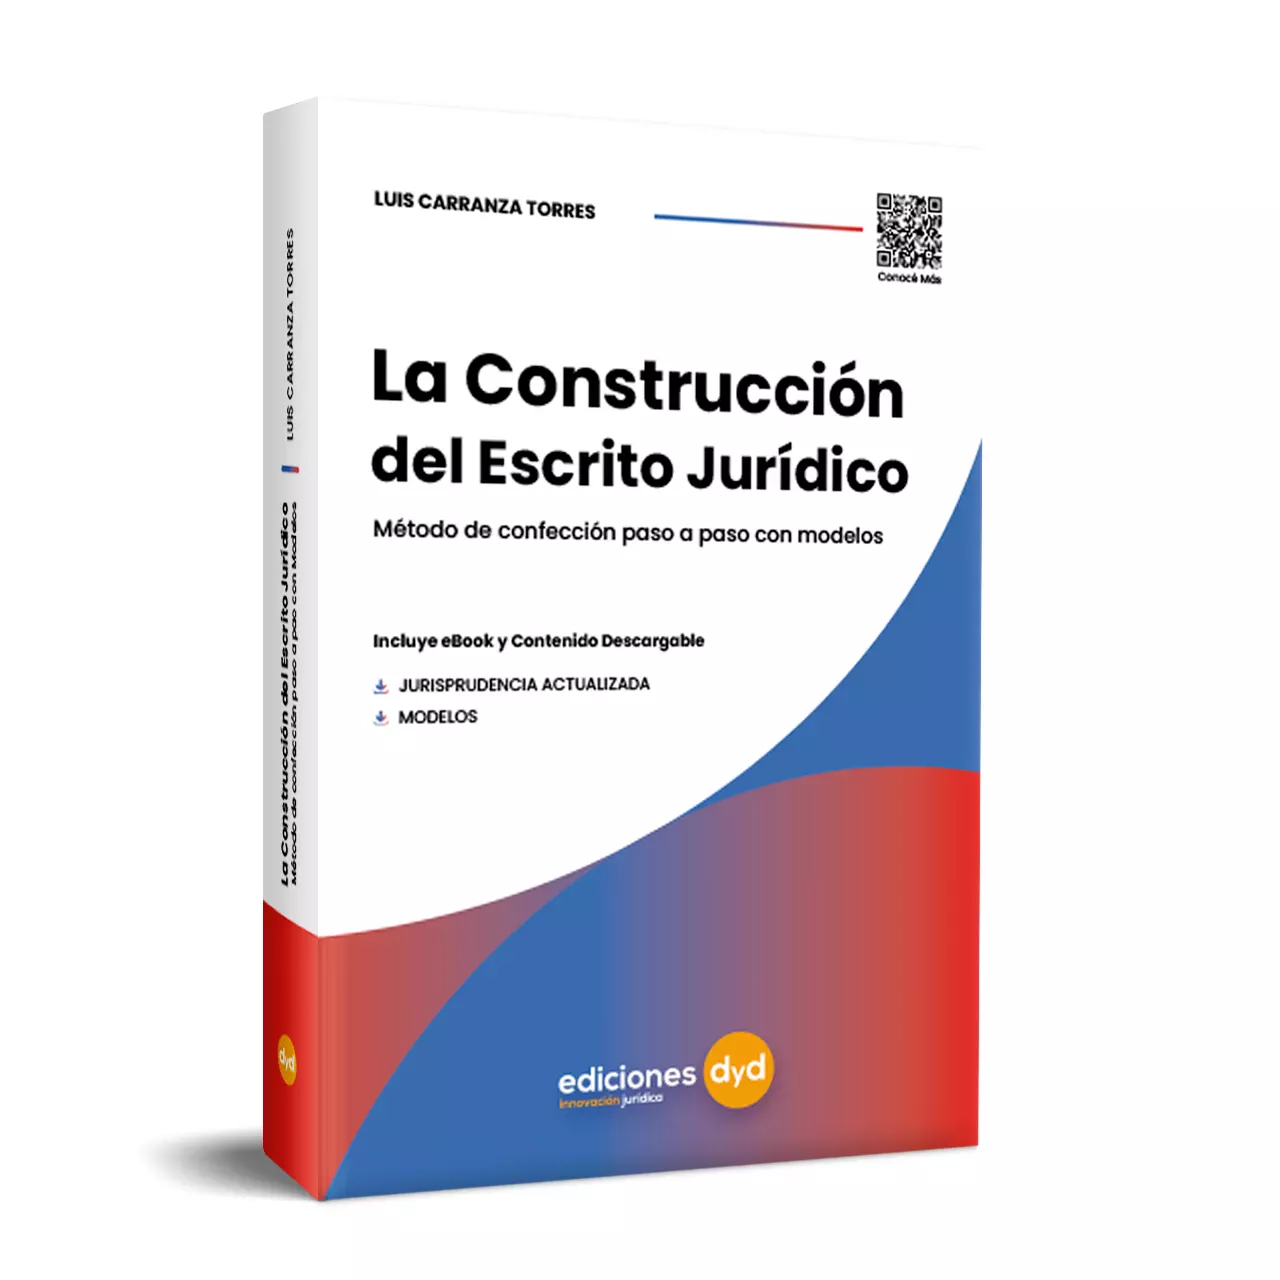 LUIS CARRANZA TORRES
Conocé Más
La Construcción
del Escrito Jurídico
Método de confección paso a paso con modelos
Incluye eBook y Contenido Descargable
JURISPRUDENCIA ACTUALIZADA
MODELOS
ediciones dyd
innovación jurídica
LUIS CARRANZA TORRES
La Construcción del Escrito Jurídico
Método de confección paso a paso con Modelos
dyd